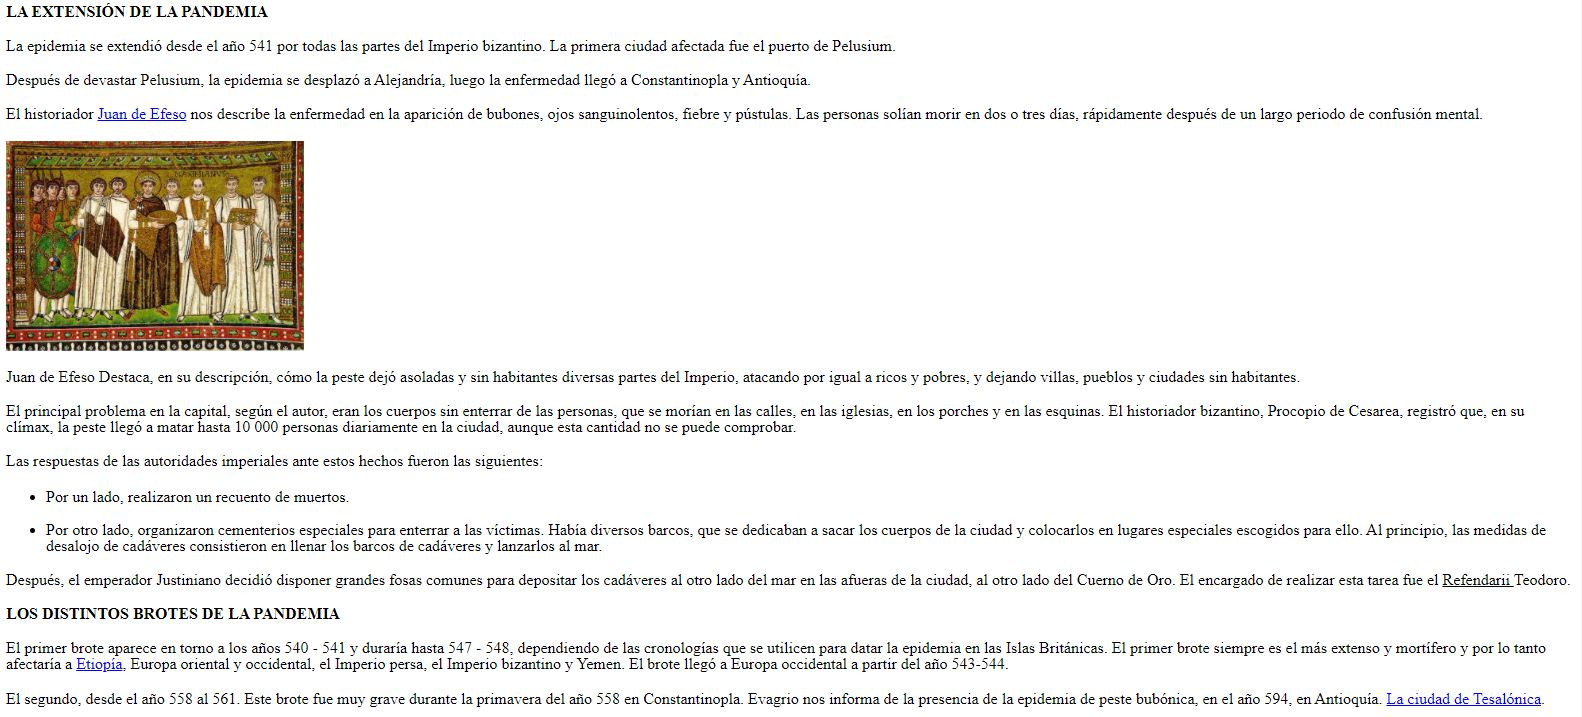 LA EXTENSIÓN DE LA PANDEMIA
La epidemia se extendió desde el año 541 por todas las partes del Imperio bizantino. La primera ciudad afectada fue el puerto de Pelusium.
Después de devastar Pelusium, la epidemia se desplazó a Alejandría, luego la enfermedad llegó a Constantinopla y Antioquía.
El historiador Juan de Efeso nos describe la enfermedad en la aparición de bubones, ojos sanguinolentos, fiebre y pústulas. Las personas solían morir en dos o tres días, rápidamente después de un largo periodo de confusión mental.
MAXIMIANVS
Juan de Efeso Destaca, en su descripción, cómo la peste dejó asoladas y sin habitantes diversas partes del Imperio, atacando por igual a ricos y pobres, y dejando villas, pueblos y ciudades sin habitantes.
El principal problema en la capital, según el autor, eran los cuerpos sin enterrar de las personas, que se morían en las calles, en las iglesias, en los porches y en las esquinas. El historiador bizantino, Procopio de Cesarea, registró que, en su
clímax, la peste llegó a matar hasta 10 000 personas diariamente en la ciudad, aunque esta cantidad no se puede comprobar.
Las respuestas de las autoridades imperiales ante estos hechos fueron las siguientes:
• Por un lado, realizaron un recuento de muertos.
• Por otro lado, organizaron cementerios especiales para enterrar a las víctimas. Había diversos barcos, que se dedicaban a sacar los cuerpos de la ciudad y colocarlos en lugares especiales escogidos para ello. Al principio, las medidas de
desalojo de cadáveres consistieron en llenar los barcos de cadáveres y lanzarlos al mar.
Después, el emperador Justiniano decidió disponer grandes fosas comunes para depositar los cadáveres al otro lado del mar en las afueras de la ciudad, al otro lado del Cuerno de Oro. El encargado de realizar esta tarea fue el Refendarii Teodoro.
LOS DISTINTOS BROTES DE LA PANDEMIA
El primer brote aparece en torno a los años 540 - 541 y duraría hasta 547 - 548, dependiendo de las cronologías que se utilicen para datar la epidemia en las Islas Británicas. El primer brote siempre es el más extenso y mortífero y por lo tanto
afectaría a Etiopía, Europa oriental y occidental, el Imperio persa, el Imperio bizantino y Yemen. El brote llegó a Europa occidental a partir del año 543-544.
El segundo, desde el año 558 al 561. Este brote fue muy grave durante la primavera del año 558 en Constantinopla. Evagrio nos informa de la presencia de la epidemia de peste bubónica, en el año 594, en Antioquía. La ciudad de Tesalónica.